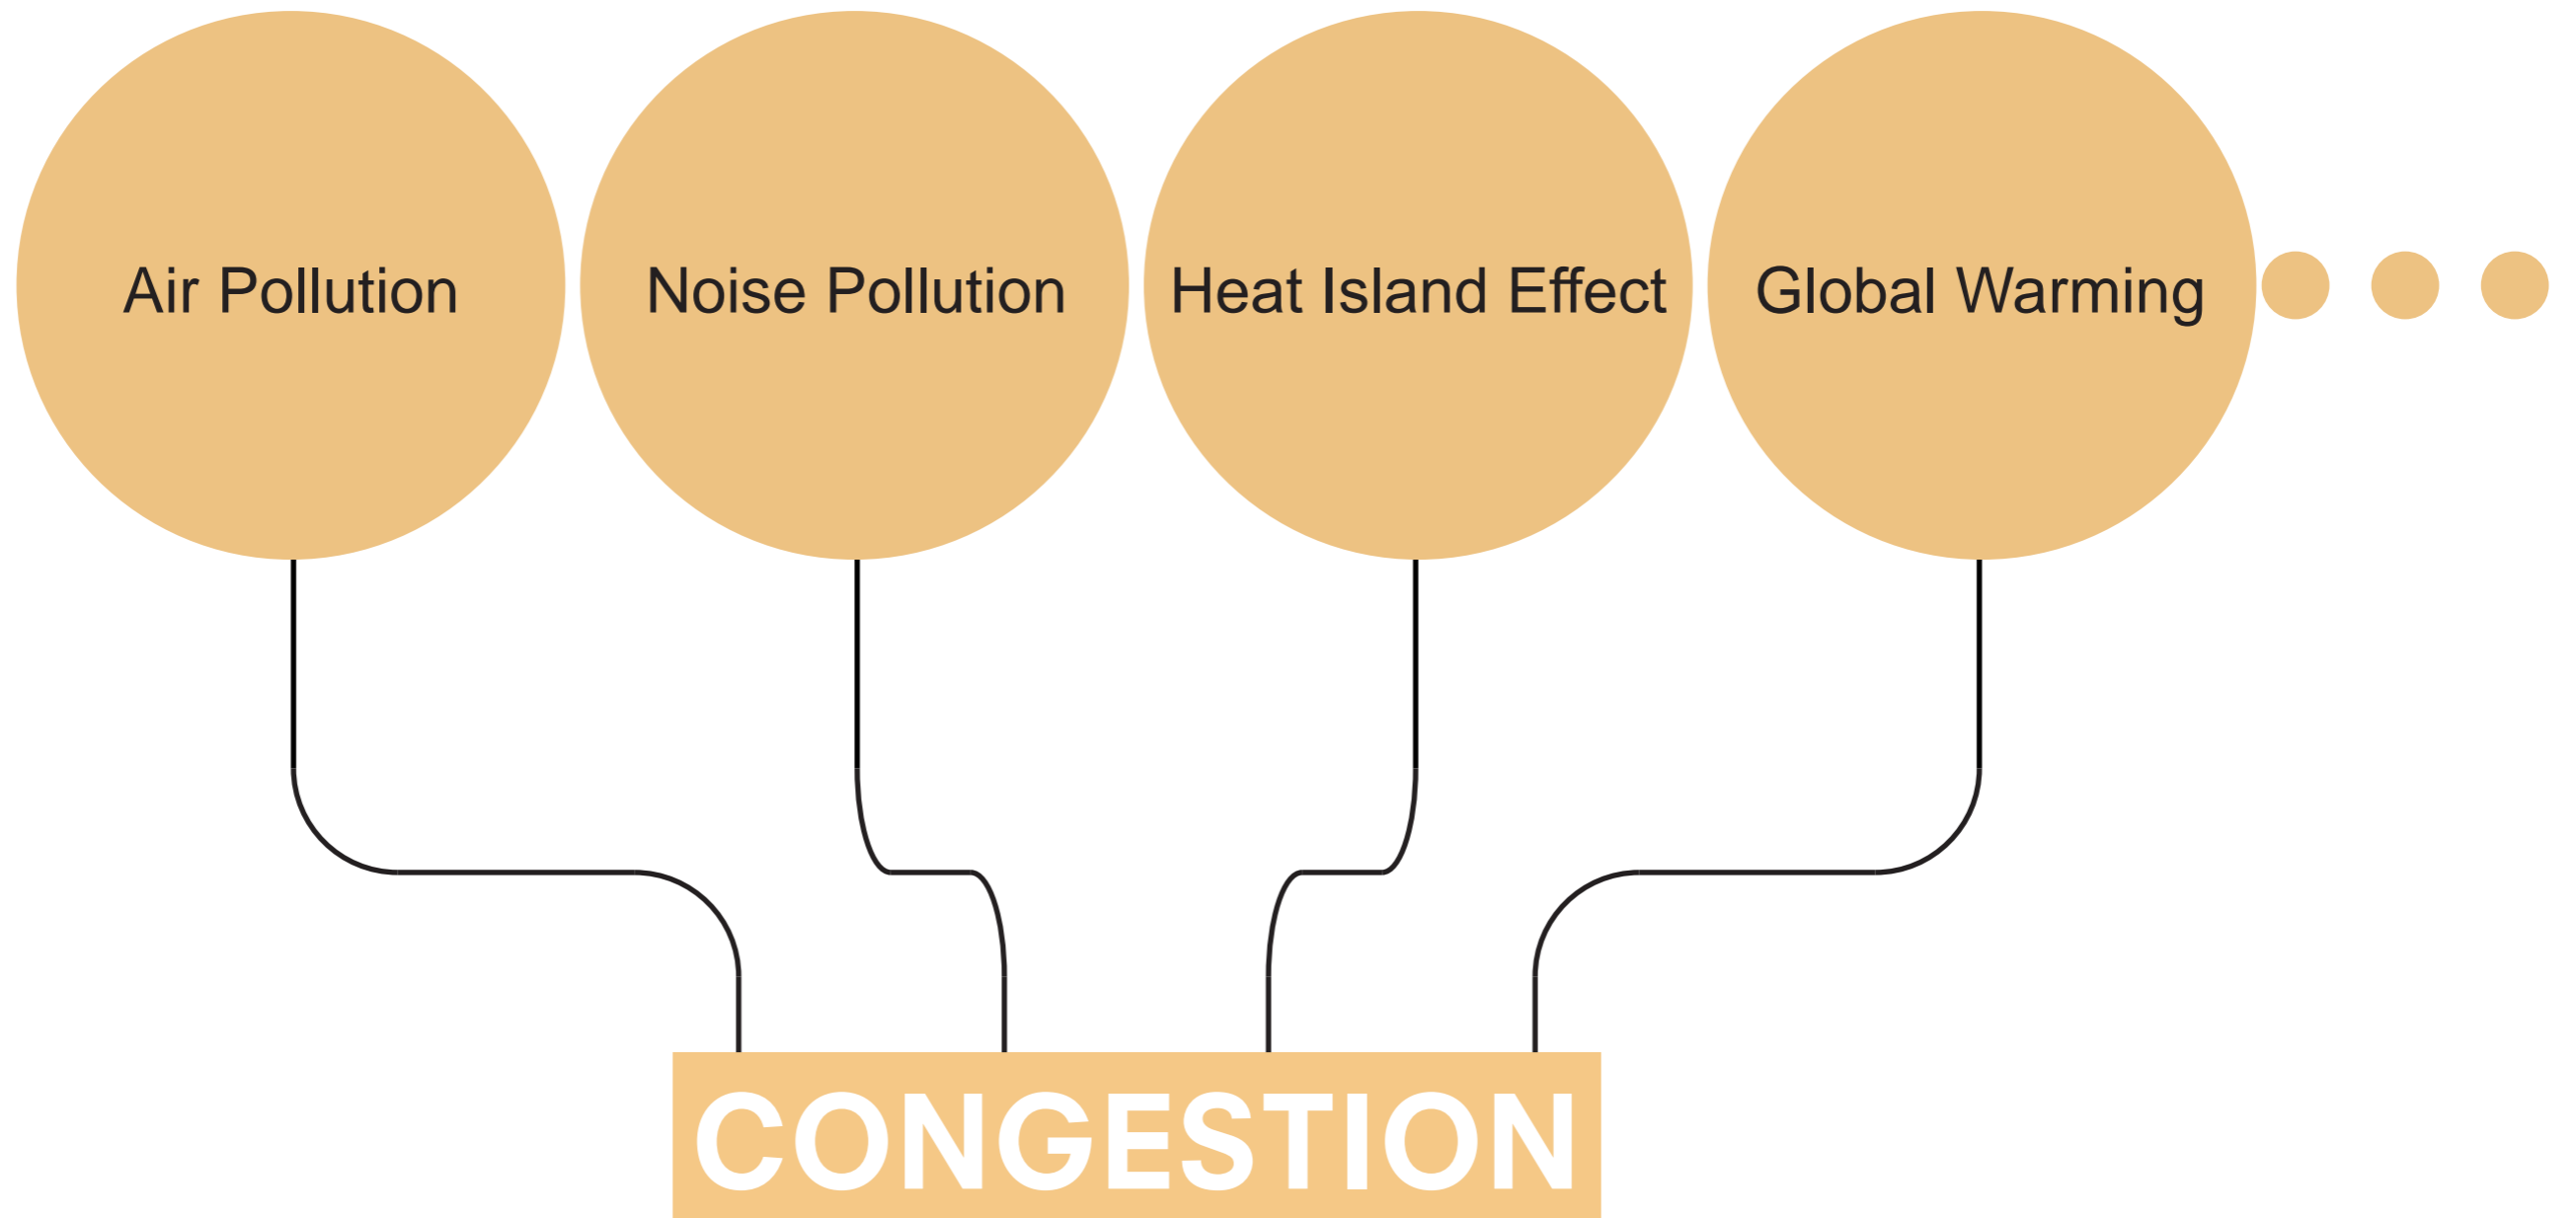 Air Pollution
Noise Pollution
Heat Island Effect
Global Warming
CONGESTION